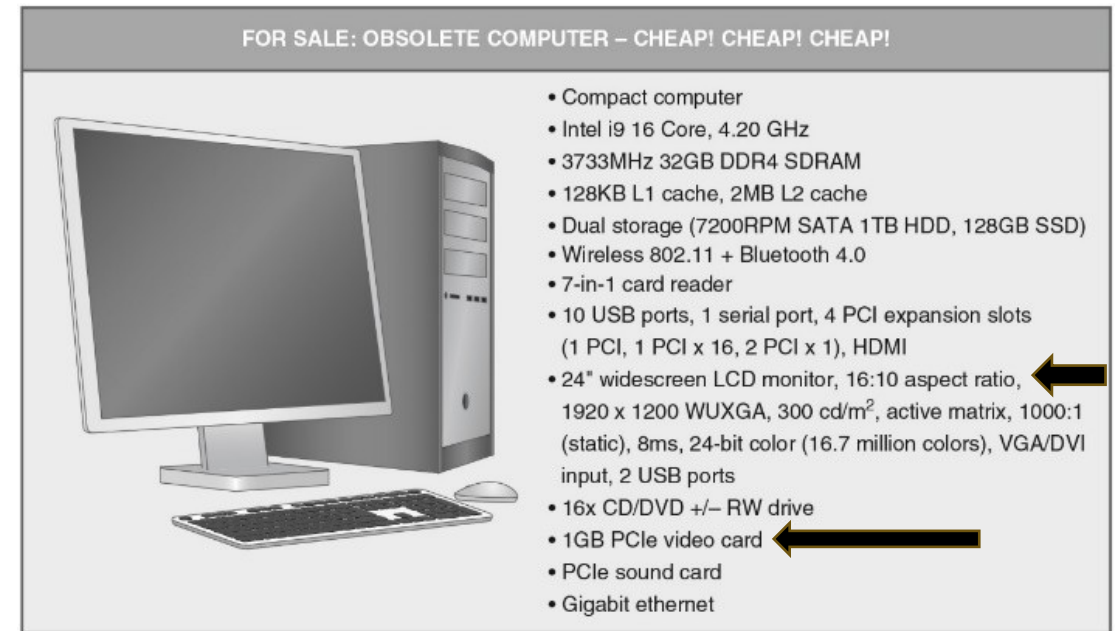 FOR SALE: OBSOLETE COMPUTER – CHEAP! CHEAP! CHEAP!
• Compact computer
• Intel i9 16 Core, 4.20 GHz
• 3733MHz 32GB DDR4 SDRAM
• 128KB L1 cache, 2MB L2 cache
• Dual storage (7200RPM SATA 1TB HDD, 128GB SSD)
• Wireless 802.11 + Bluetooth 4.0
• 7-in-1 card reader
• 10 USB ports, 1 serial port, 4 PCI expansion slots
(1 PCI, 1 PCI x 16, 2 PCI x 1), HDMI
• 24" widescreen LCD monitor, 16:10 aspect ratio,
1920 x 1200 WUXGA, 300 cd/m², active matrix, 1000:1
(static), 8ms, 24-bit color (16.7 million colors), VGA/DVI
input, 2 USB ports
• 16x CD/DVD +/– RW drive
• 1GB PCIe video card
• PCIe sound card
• Gigabit ethernet